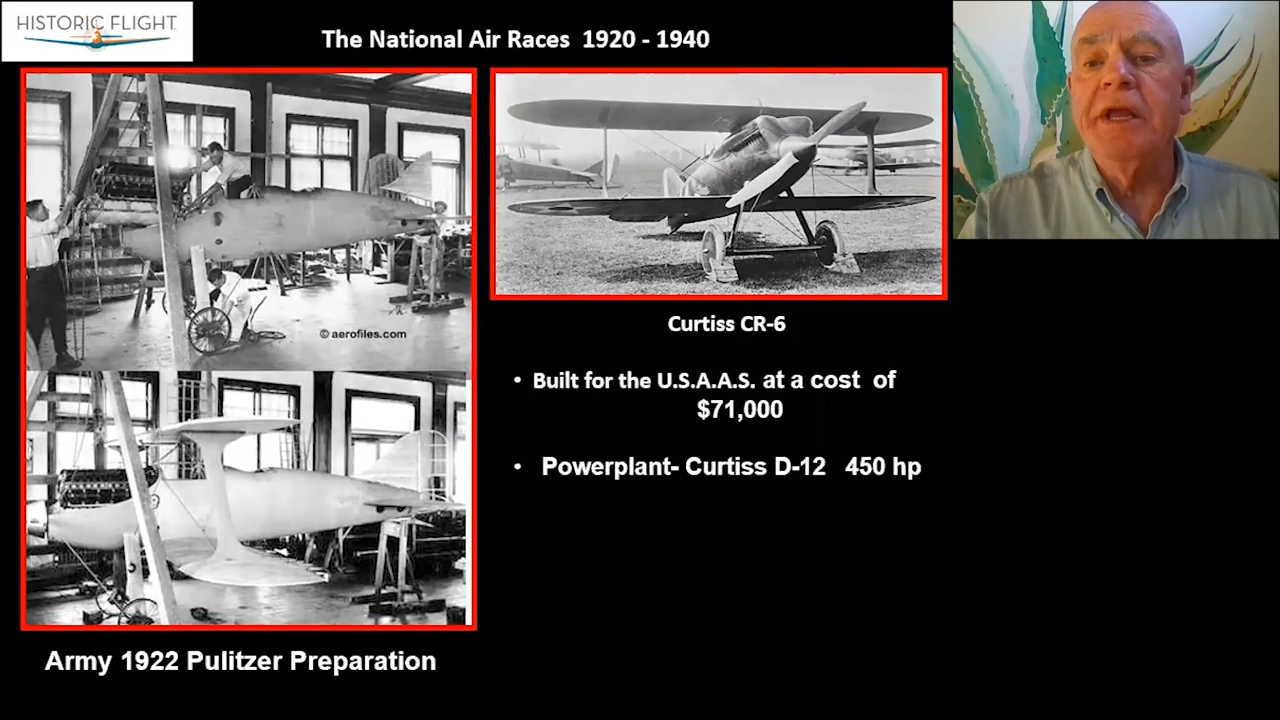 HISTORIC FLIGHT
The National Air Races 1920 - 1940
© aerofiles.com
Curtiss CR-6
• Built for the U.S.A.A.S. at a cost of
$71,000
• Powerplant- Curtiss D-12 450 hp
Army 1922 Pulitzer Preparation